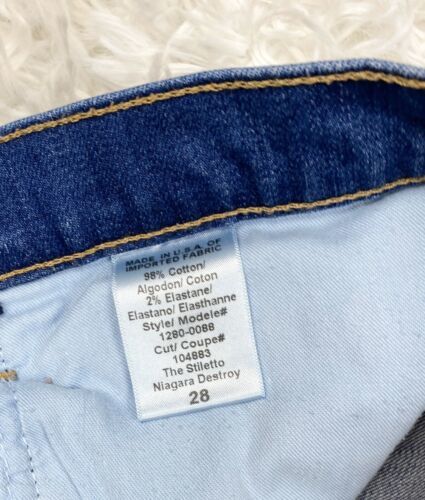 MADE IN U.S.A. OF
IMPORTED FABRIC
98% Cotton/
Algodon/ Coton
2% Elastane/
Elastano/ Elasthanne
Style/ Modele#
1280-0088
Cut/ Coupe#
104883
The Stiletto
Niagara Destroy
28